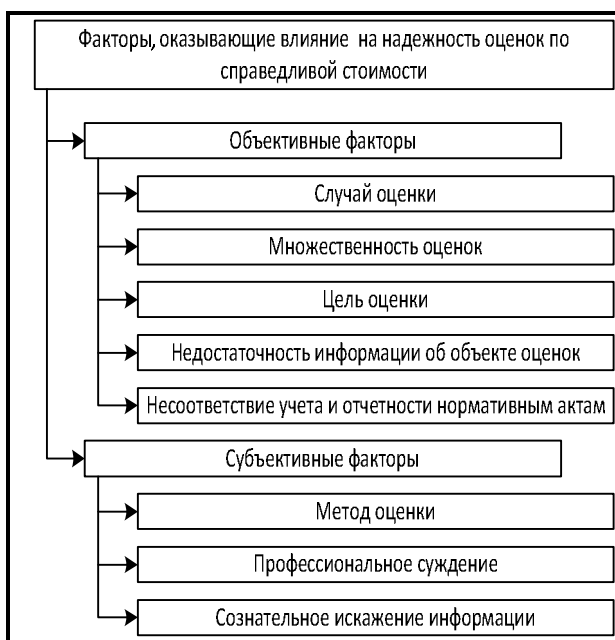 Факторы, оказывающие влияние на надежность оценок по
справедливой стоимости
Объективные факторы
Случай оценки
Множественность оценок
Цель оценки
Недостаточность информации об объекте оценок
Несоответствие учета и отчетности нормативным актам
Субъективные факторы
Метод оценки
Профессиональное суждение
Сознательное искажение информации